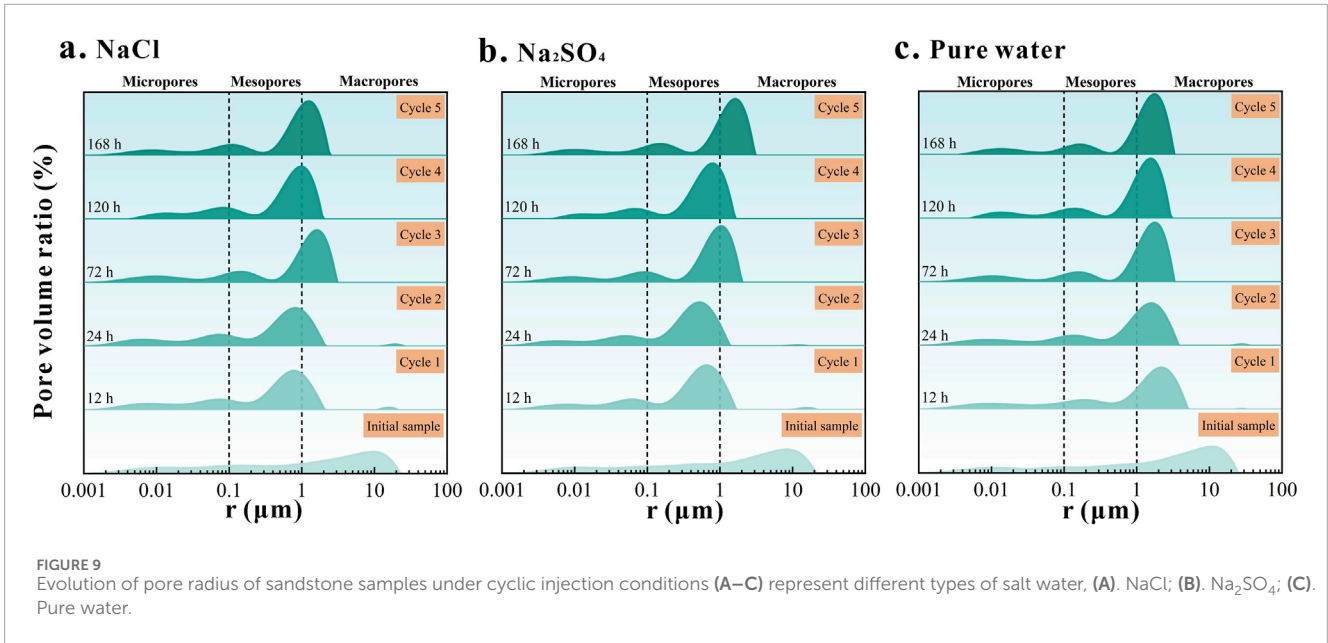 a. NaCl
Micropores Mesopores Macropores
Cycle 5
168 h
Cycle 4
120 h
Cycle 3
72 h
Cycle 2
24 h
Cycle 1
12 h
Initial sample
0.001 0.01 0.1 1 10 100
r (μm)
Pore volume ratio (%)
b. Na₂SO₄
Micropores Mesopores Macropores
Cycle 5
168 h
Cycle 4
120 h
Cycle 3
72 h
Cycle 2
24 h
Cycle 1
12 h
Initial sample
0.001 0.01 0.1 1 10 100
r (μm)
c. Pure water
Micropores Mesopores Macropores
Cycle 5
168 h
Cycle 4
120 h
Cycle 3
72 h
Cycle 2
24 h
Cycle 1
12 h
Initial sample
0.001 0.01 0.1 1 10 100
r (μm)
FIGURE 9
Evolution of pore radius of sandstone samples under cyclic injection conditions (A–C) represent different types of salt water, (A). NaCl; (B). Na₂SO₄; (C).
Pure water.